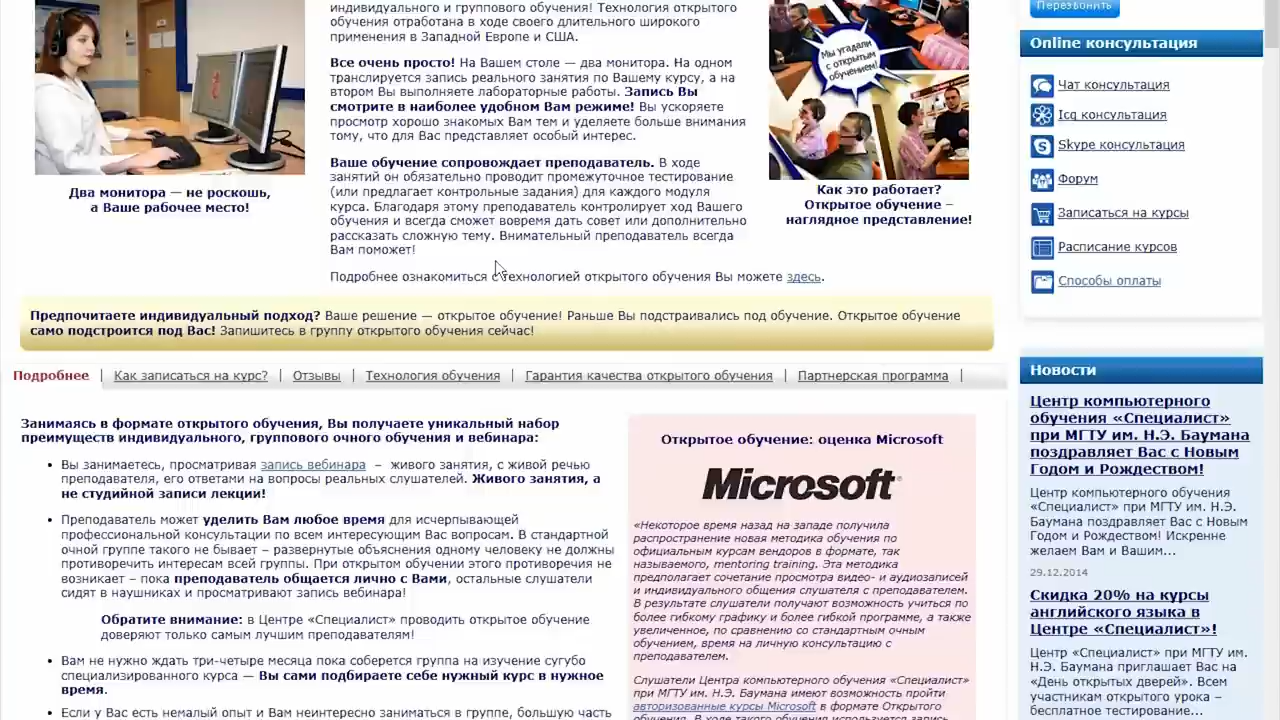 индивидуального и группового обучения! Технология открытого
обучения отработана в ходе своего длительного широкого
применения в Западной Европе и США.
Все очень просто! На Вашем столе — два монитора. На одном
транслируется запись реального занятия по Вашему курсу, а на
втором Вы выполняете лабораторные работы. Запись Вы
смотрите в наиболее удобном Вам режиме! Вы ускоряете
просмотр хорошо знакомых Вам тем и уделяете больше внимания
тому, что для Вас представляет особый интерес.
Ваше обучение сопровождает преподаватель. В ходе
занятий он обязательно проводит промежуточное тестирование
(или предлагает контрольные задания) для каждого модуля
курса. Благодаря этому преподаватель контролирует ход Вашего
обучения и всегда сможет вовремя дать совет или дополнительно
рассказать сложную тему. Внимательный преподаватель всегда
Вам поможет!
Подробнее ознакомиться с технологией открытого обучения Вы можете здесь.
Два монитора — не роскошь,
а Ваше рабочее место!
Мы угадали
с открытым
обучением!
Как это работает?
Открытое обучение –
наглядное представление!
Предпочитаете индивидуальный подход? Ваше решение — открытое обучение! Раньше Вы подстраивались под обучение. Открытое обучение
само подстроится под Вас! Запишитесь в группу открытого обучения сейчас!
Подробнее | Как записаться на курс? | Отзывы | Технология обучения | Гарантия качества открытого обучения | Партнерская программа |
Занимаясь в формате открытого обучения, Вы получаете уникальный набор
преимуществ индивидуального, группового очного обучения и вебинара:
• Вы занимаетесь, просматривая запись вебинара – живого занятия, с живой речью
преподавателя, его ответами на вопросы реальных слушателей. Живого занятия, а
не студийной записи лекции!
• Преподаватель может уделить Вам любое время для исчерпывающей
профессиональной консультации по всем интересующим Вас вопросам. В стандартной
очной группе такого не бывает – развернутые объяснения одному человеку не должны
противоречить интересам всей группы. При открытом обучении этого противоречия не
возникает – пока преподаватель общается лично с Вами, остальные слушатели
сидят в наушниках и просматривают запись вебинара!
Обратите внимание: в Центре «Специалист» проводить открытое обучение
доверяют только самым лучшим преподавателям!
• Вам не нужно ждать три-четыре месяца пока соберется группа на изучение сугубо
специализированного курса — Вы сами подбираете себе нужный курс в нужное
время.
• Если у Вас есть немалый опыт и Вам неинтересно заниматься в группе, большую часть
Открытое обучение: оценка Microsoft
Microsoft®
«Некоторое время назад на западе получила
распространение новая методика обучения по
официальным курсам вендоров в формате, так
называемого, mentoring training. Эта методика
предполагает сочетание просмотра видео- и аудиозаписей
и индивидуального общения слушателя с преподавателем.
В результате слушатели получают возможность учиться по
более гибкому графику и более гибкой программе, а также
увеличенное, по сравнению со стандартным очным
обучением, время на личную консультацию с
преподавателем.
Слушатели Центра компьютерного обучения «Специалист»
при МГТУ им. Н.Э. Баумана имеют возможность пройти
авторизованные курсы Microsoft в формате Открытого
обучения. В ходе такого обучения используется запись
Перезвонить
Online консультация
Чат консультация
Icq консультация
Skype консультация
Форум
Записаться на курсы
Расписание курсов
Способы оплаты
Новости
Центр компьютерного
обучения «Специалист»
при МГТУ им. Н.Э. Баумана
поздравляет Вас с Новым
Годом и Рождеством!
Центр компьютерного обучения
«Специалист» при МГТУ им. Н.Э.
Баумана поздравляет Вас с Новым
Годом и Рождеством! Искренне
желаем Вам и Вашим...
29.12.2014
Скидка 20% на курсы
английского языка в
Центре «Специалист»!
Центр «Специалист» при МГТУ им.
Н.Э. Баумана приглашает Вас на
«День открытых дверей». Всем
участникам открытого урока –
бесплатное тестирование...